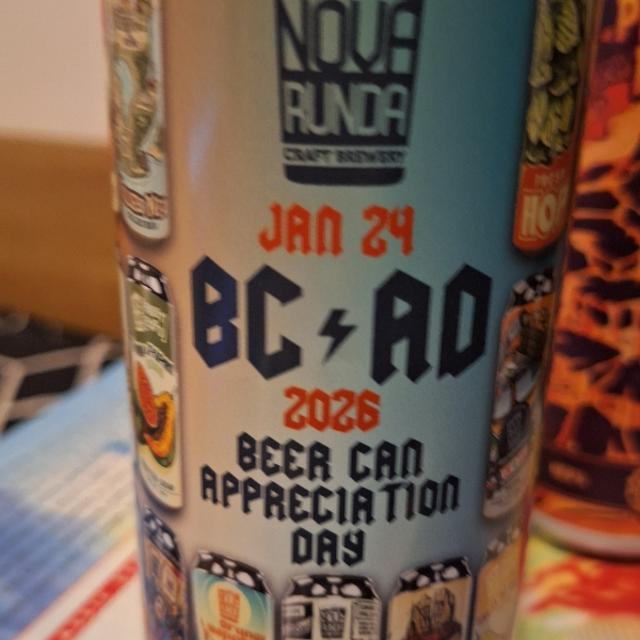 NOVA
RUNDA
CRAFT BREWERY
JAN 24
BC⚡AD
2026
BEER CAN
APPRECIATION
DAY